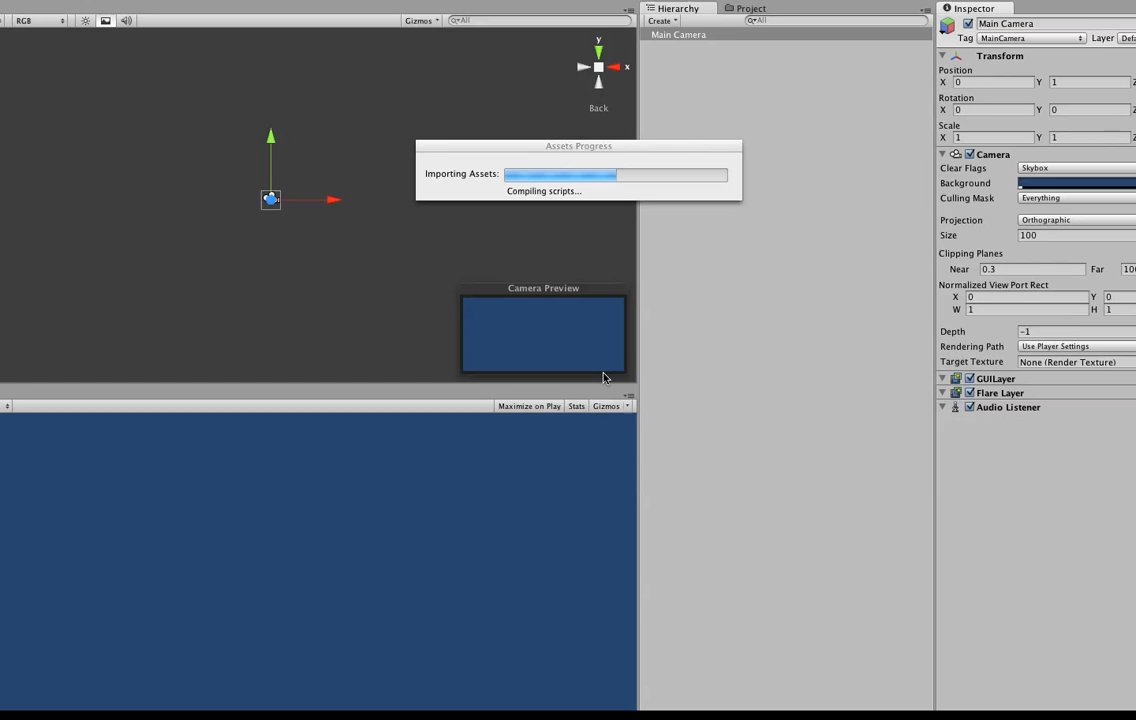 Hierarchy Project Inspector
RGB Gizmos All Create All Main Camera
Main Camera Tag MainCamera Layer
y
x
Back
Transform
Position
X 0 Y 1 Z
Rotation
X 0 Y 0 Z
Scale
X 1 Y 1 Z
Assets Progress
Importing Assets:
Compiling scripts...
Camera
Clear Flags Skybox
Background
Culling Mask Everything
Projection Orthographic
Size 100
Clipping Planes
Near 0.3 Far
Normalized View Port Rect
X 0 Y 0
W 1 H 1
Depth -1
Rendering Path Use Player Settings
Target Texture None (Render Texture)
GUILayer
Flare Layer
Audio Listener
Camera Preview
Maximize on Play Stats Gizmos